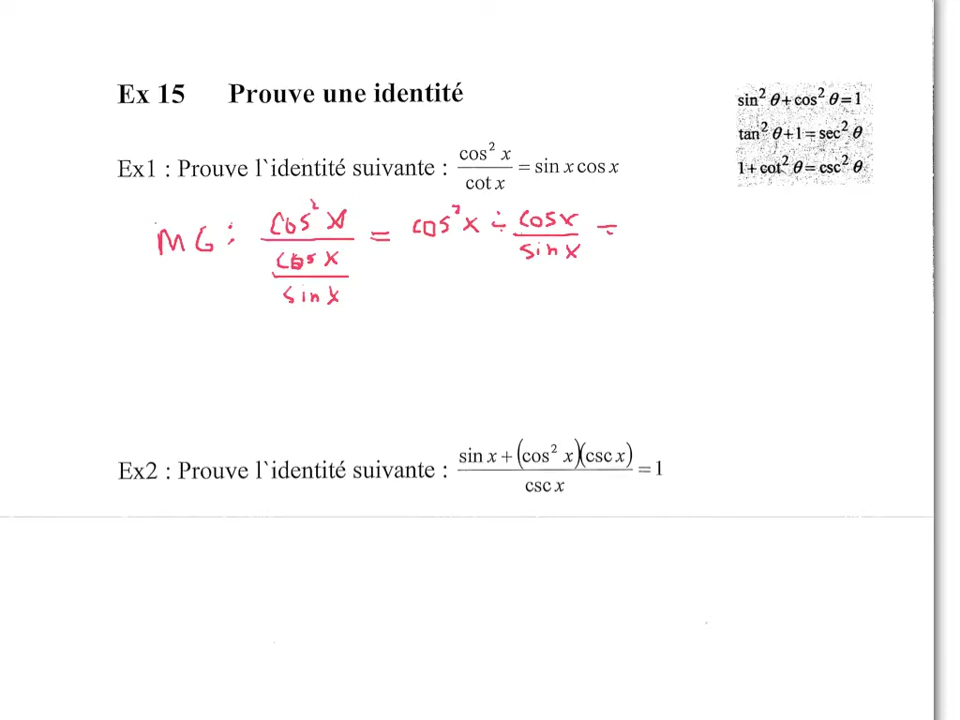 Ex 15 Prouve une identité
sin² θ + cos² θ = 1
tan² θ + 1 = sec² θ
1 + cot² θ = csc² θ
Ex1 : Prouve l`identité suivante : cos² x / cot x = sin x cos x
MG : cos² x / (cos x / sin x) = cos² x ÷ cos x / sin x =
Ex2 : Prouve l`identité suivante : (sin x + (cos² x)(csc x)) / csc x = 1